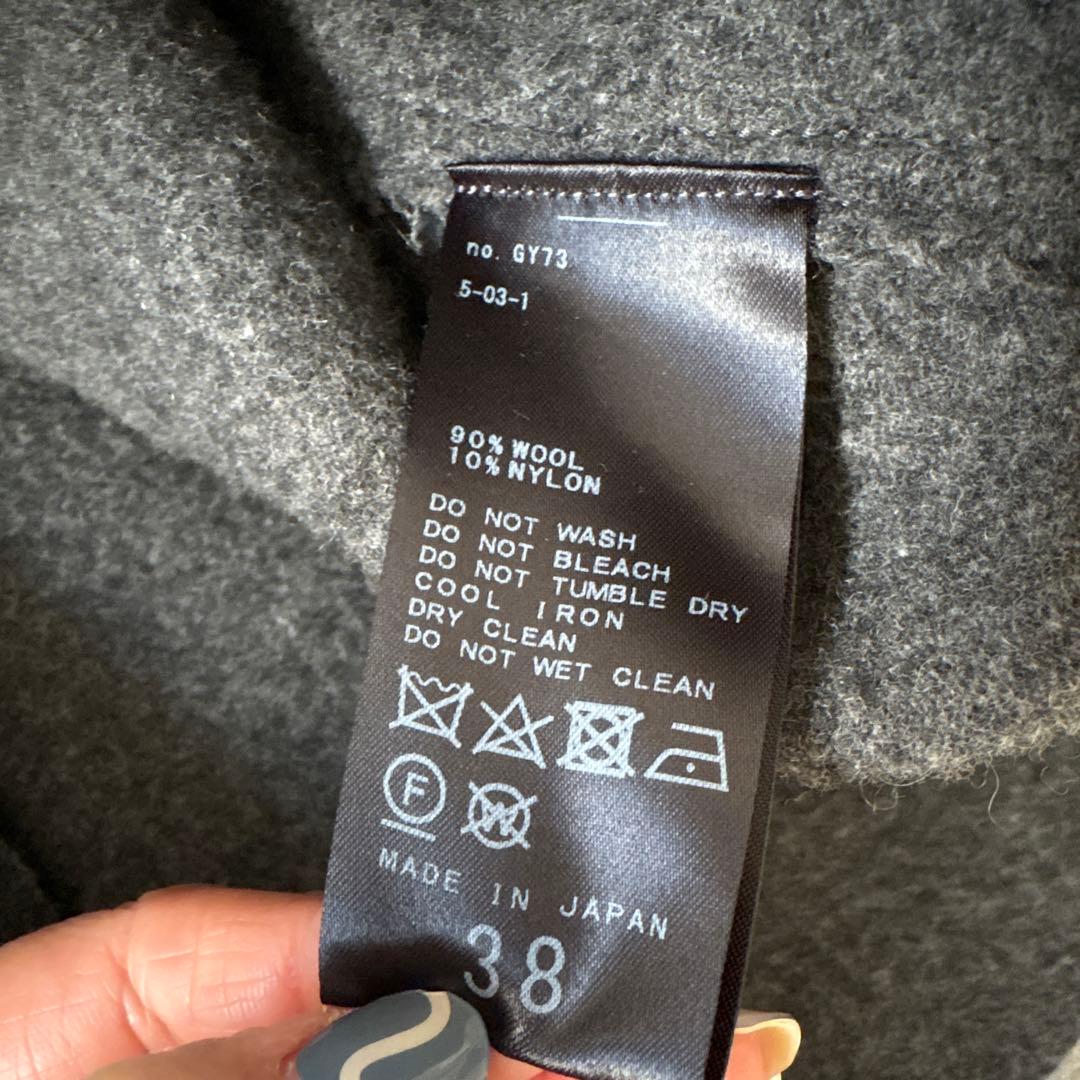 no. GY73
5-03-1
90% WOOL
10% NYLON
DO NOT WASH
DO NOT BLEACH
DO NOT TUMBLE DRY
COOL IRON
DRY CLEAN
DO NOT WET CLEAN
F W
MADE IN JAPAN
38